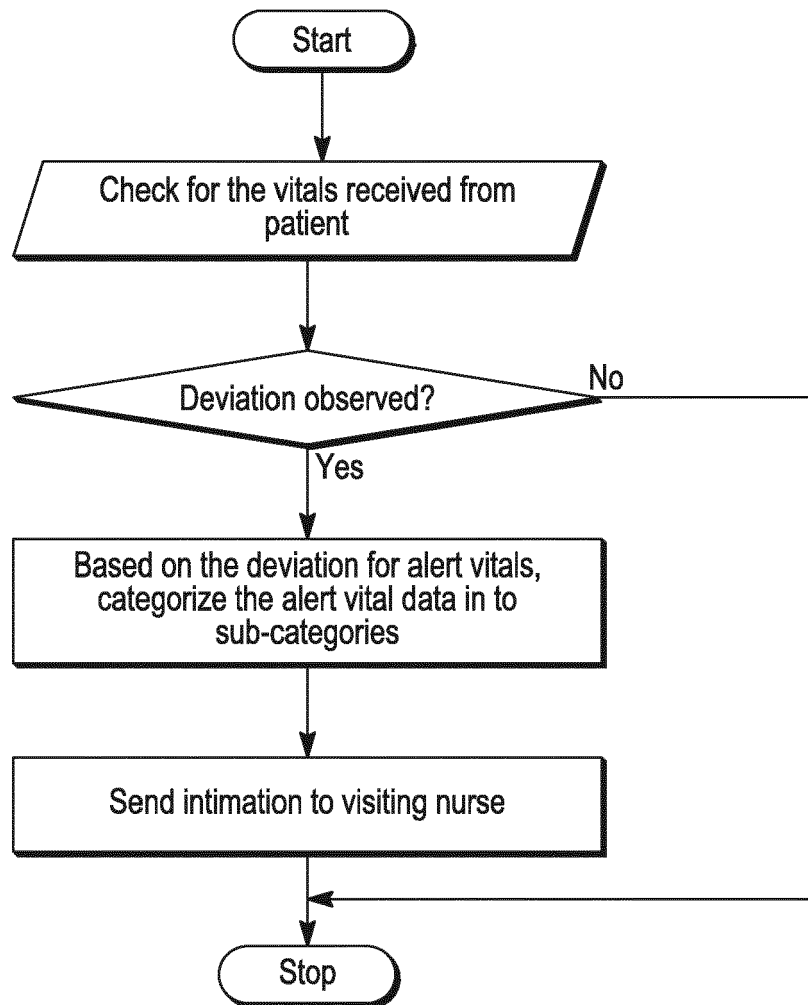 Start
Check for the vitals received from
patient
Deviation observed?
No
Yes
Based on the deviation for alert vitals,
categorize the alert vital data in to
sub-categories
Send intimation to visiting nurse
Stop